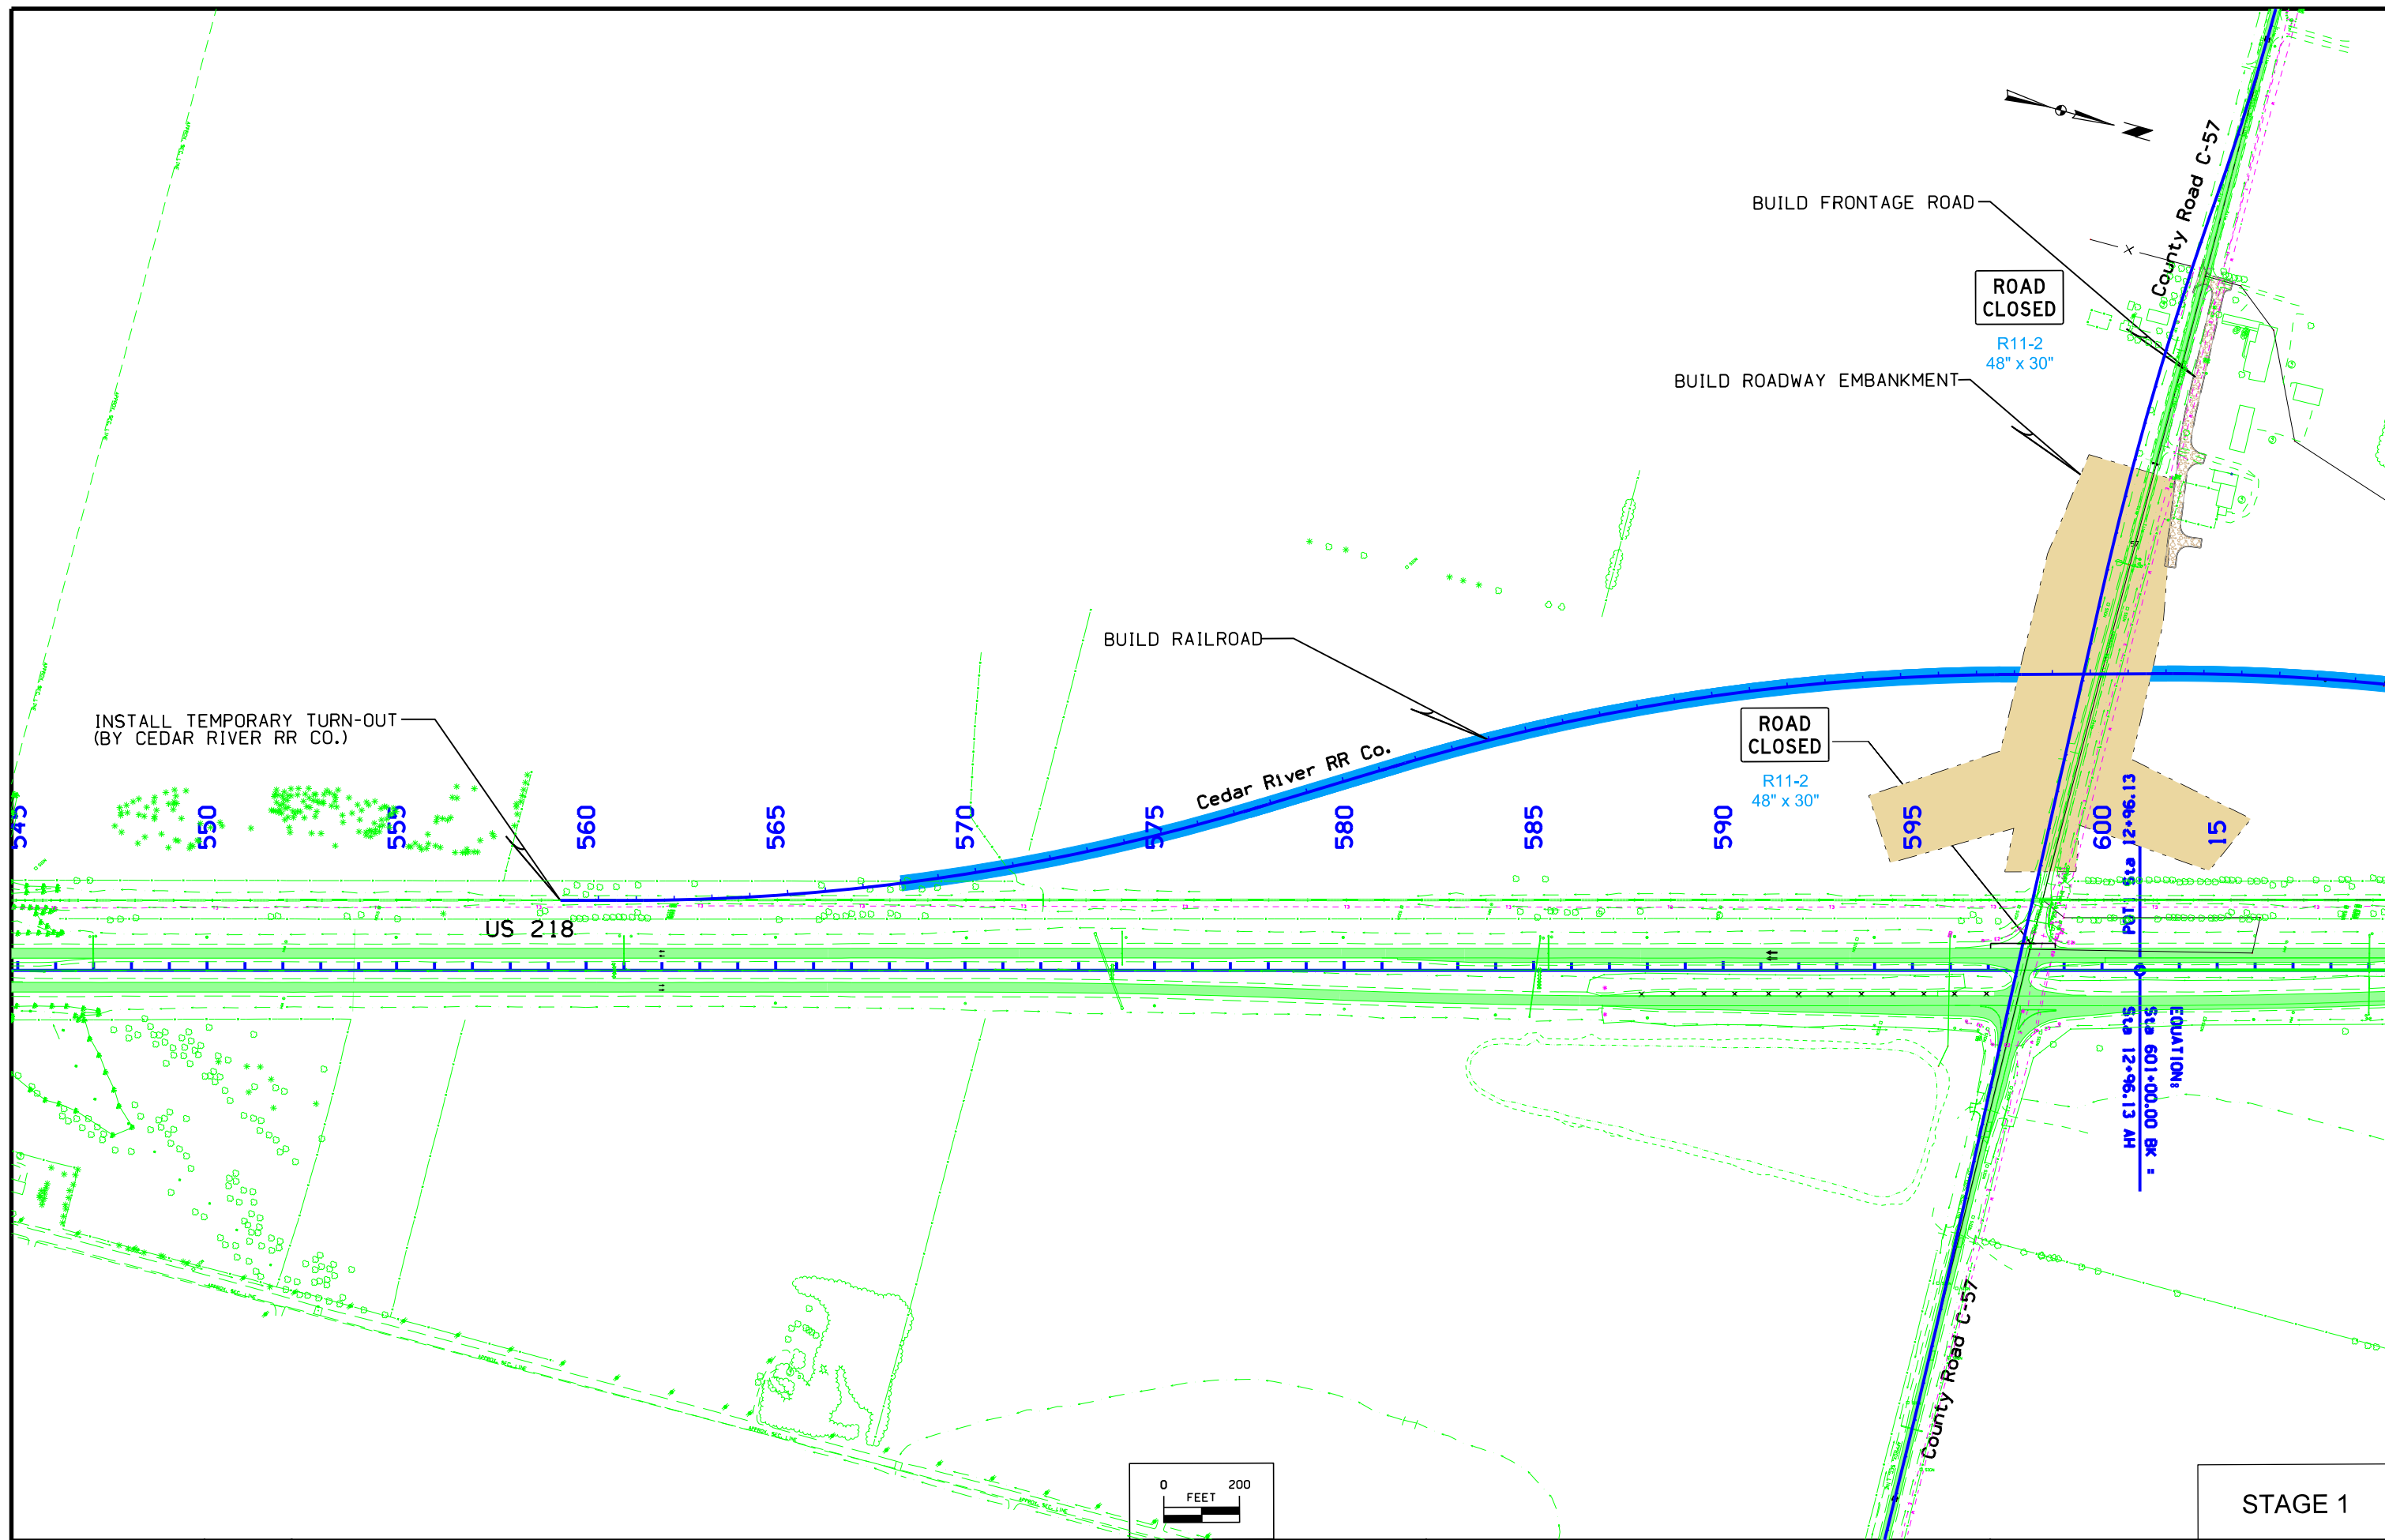 County Road C-57
BUILD FRONTAGE ROAD
ROAD
CLOSED
R11-2
48" x 30"
BUILD ROADWAY EMBANKMENT
BUILD RAILROAD
INSTALL TEMPORARY TURN-OUT
(BY CEDAR RIVER RR CO.)
Cedar River RR Co.
ROAD
CLOSED
R11-2
48" x 30"
545
550
555
560
565
570
575
580
585
590
595
600
15
POT: Sta 12+96.13
US 218
EQUATION:
Sta 601+00.00 BK =
Sta 12+96.13 AH
County Road C-57
0 200
FEET
STAGE 1